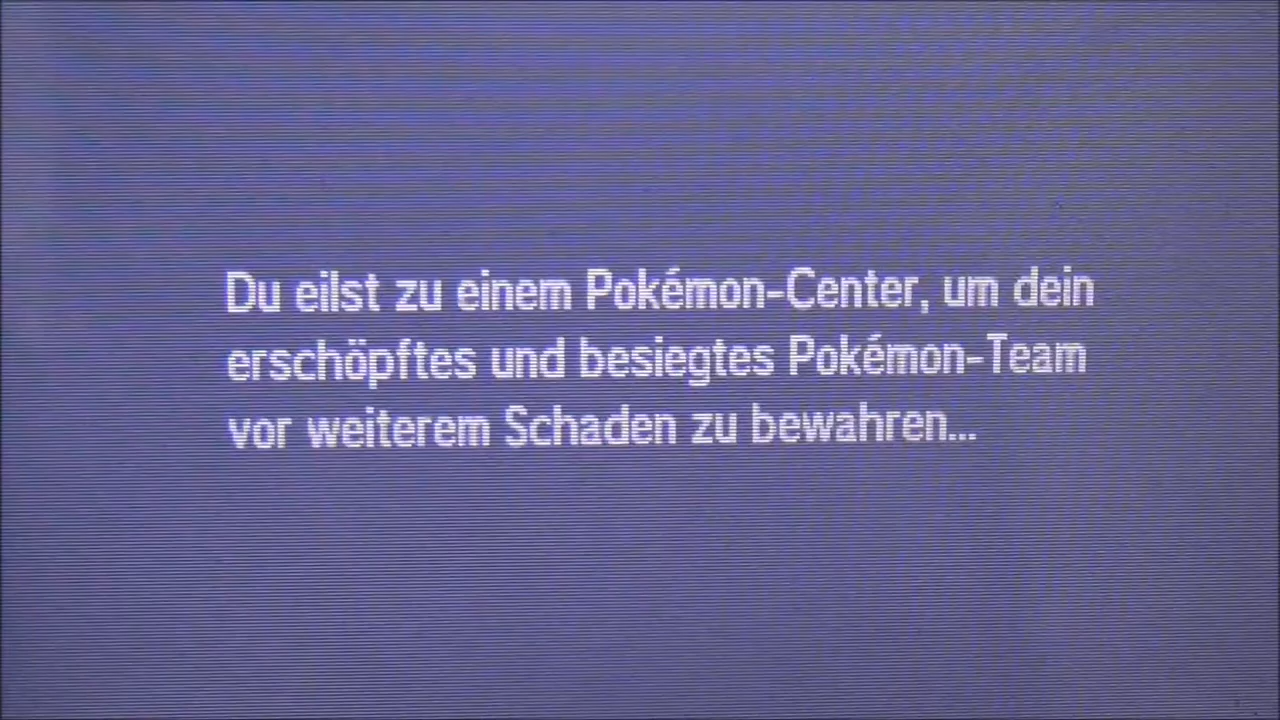 Du eilst zu einem Pokémon-Center, um dein
erschöpftes und besiegtes Pokémon-Team
vor weiterem Schaden zu bewahren...